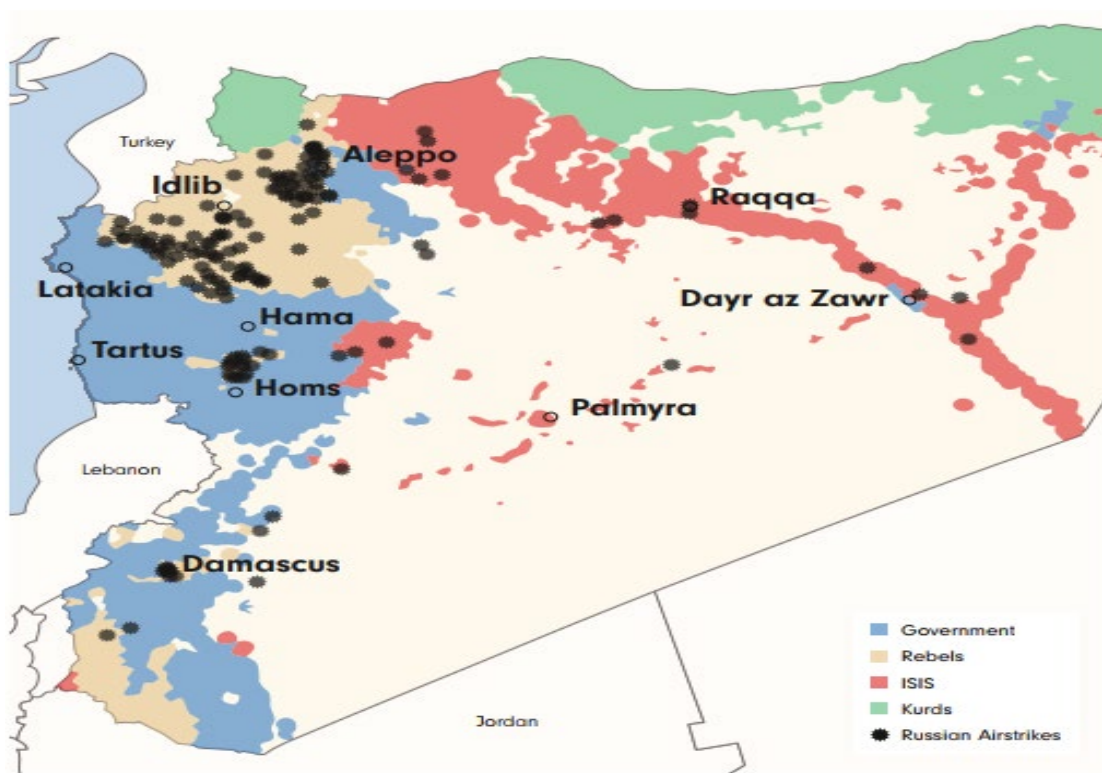 Turkey
Aleppo
Idlib
Raqqa
Latakia
Dayr az Zawr
Hama
Tartus
Homs
Palmyra
Lebanon
Damascus
Jordan
Government
Rebels
ISIS
Kurds
Russian Airstrikes